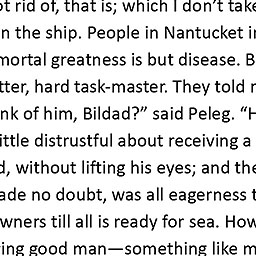 ot rid of, that is; which I don't take
n the ship. People in Nantucket i
mortal greatness is but disease. B
tter, hard task-master. They told
nk of him, Bildad?” said Peleg. “H
ittle distrustful about receiving a
d, without lifting his eyes; and the
ade no doubt, was all eagerness t
wners till all is ready for sea. How
ring good man—something like m